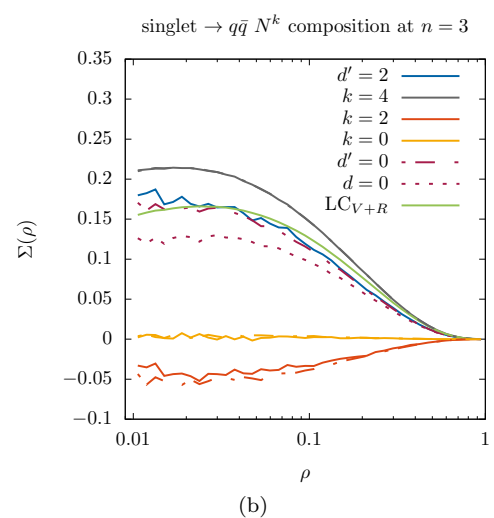 singlet → qq̄ N^k composition at n = 3
0.35
0.3
0.25
0.2
0.15
0.1
0.05
0
−0.05
−0.1
Σ(ρ)
d′ = 2
k = 4
k = 2
k = 0
d′ = 0
d = 0
LC_{V+R}
0.01
0.1
1
ρ
(b)